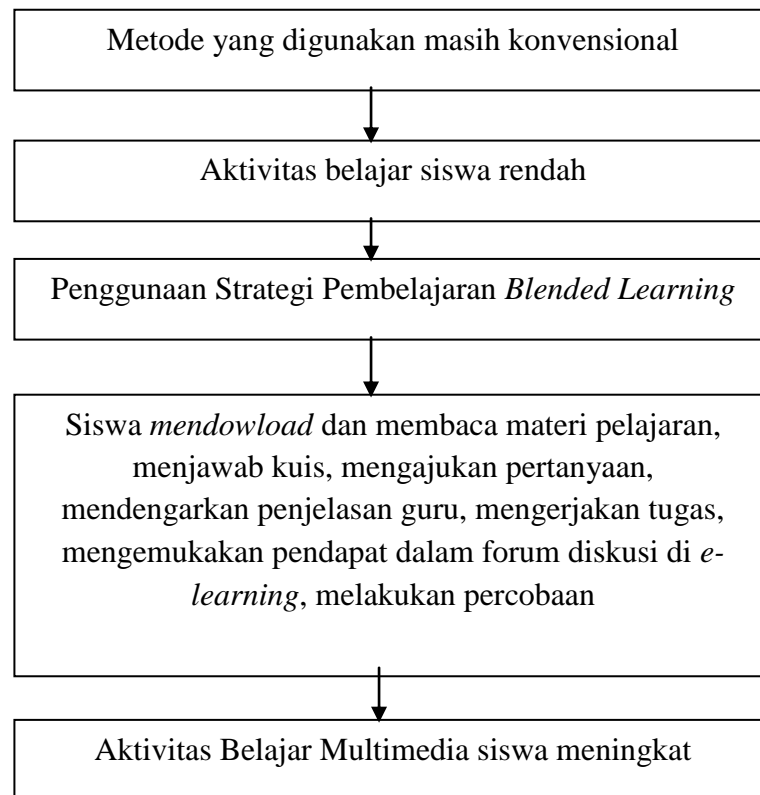 Metode yang digunakan masih konvensional
Aktivitas belajar siswa rendah
Penggunaan Strategi Pembelajaran Blended Learning
Siswa mendowload dan membaca materi pelajaran,
menjawab kuis, mengajukan pertanyaan,
mendengarkan penjelasan guru, mengerjakan tugas,
mengemukakan pendapat dalam forum diskusi di e-
learning, melakukan percobaan
Aktivitas Belajar Multimedia siswa meningkat